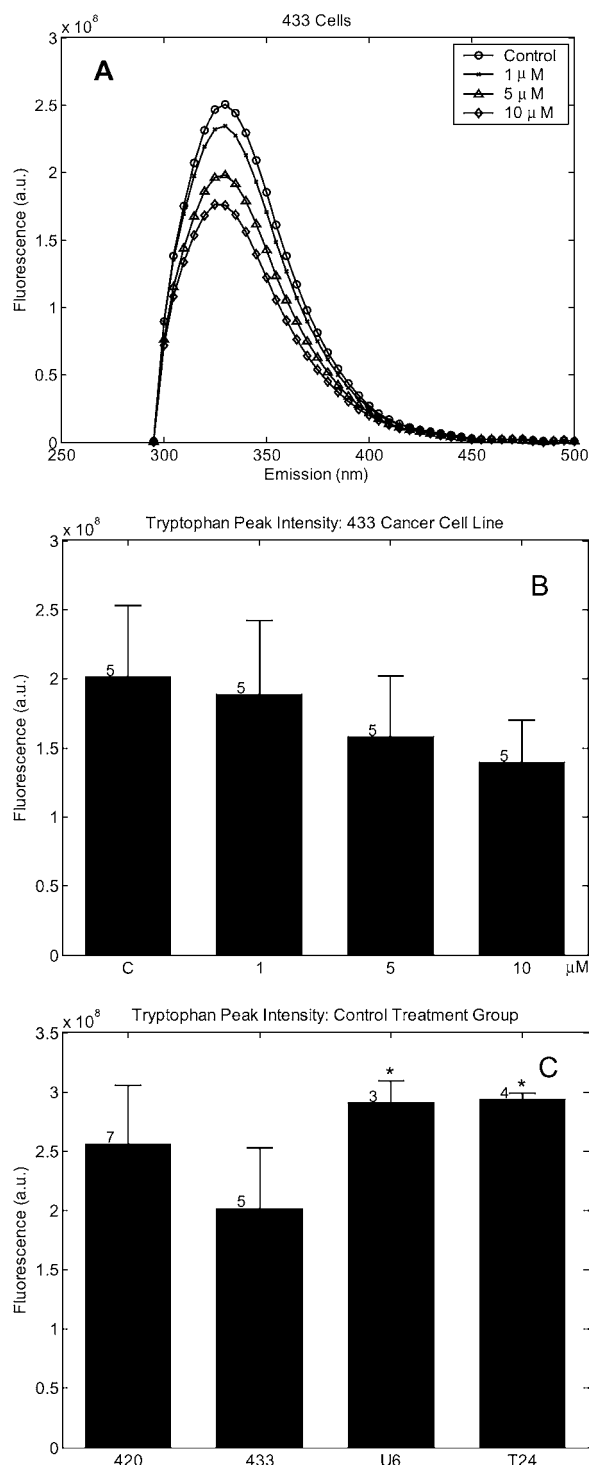 433 Cells
x 10^8
3
2.5
2
1.5
1
0.5
0
Fluorescence (a.u.)
A
Control
1 μ M
5 μ M
10 μ M
250 300 350 400 450 500
Emission (nm)
Tryptophan Peak Intensity: 433 Cancer Cell Line
x 10^8
3
2.5
2
1.5
1
0.5
0
Fluorescence (a.u.)
B
5 5 5 5
C 1 5 10 μM
Tryptophan Peak Intensity: Control Treatment Group
x 10^8
3.5
3
2.5
2
1.5
1
0.5
0
Fluorescence (a.u.)
C
* *
7 5 3 4
420 433 U6 T24